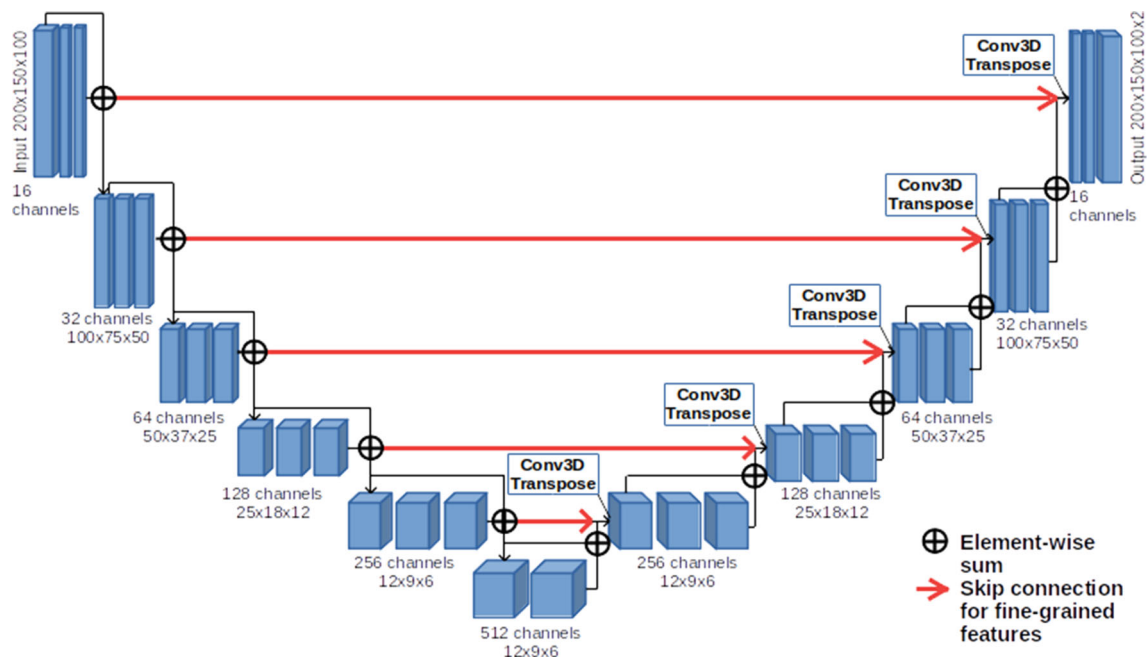 Input 200x150x100
16
channels
32 channels
100x75x50
64 channels
50x37x25
128 channels
25x18x12
256 channels
12x9x6
512 channels
12x9x6
Conv3D
Transpose
256 channels
12x9x6
Conv3D
Transpose
128 channels
25x18x12
Conv3D
Transpose
64 channels
50x37x25
Conv3D
Transpose
32 channels
100x75x50
Conv3D
Transpose
16
channels
Output 200x150x100x2
Element-wise
sum
Skip connection
for fine-grained
features